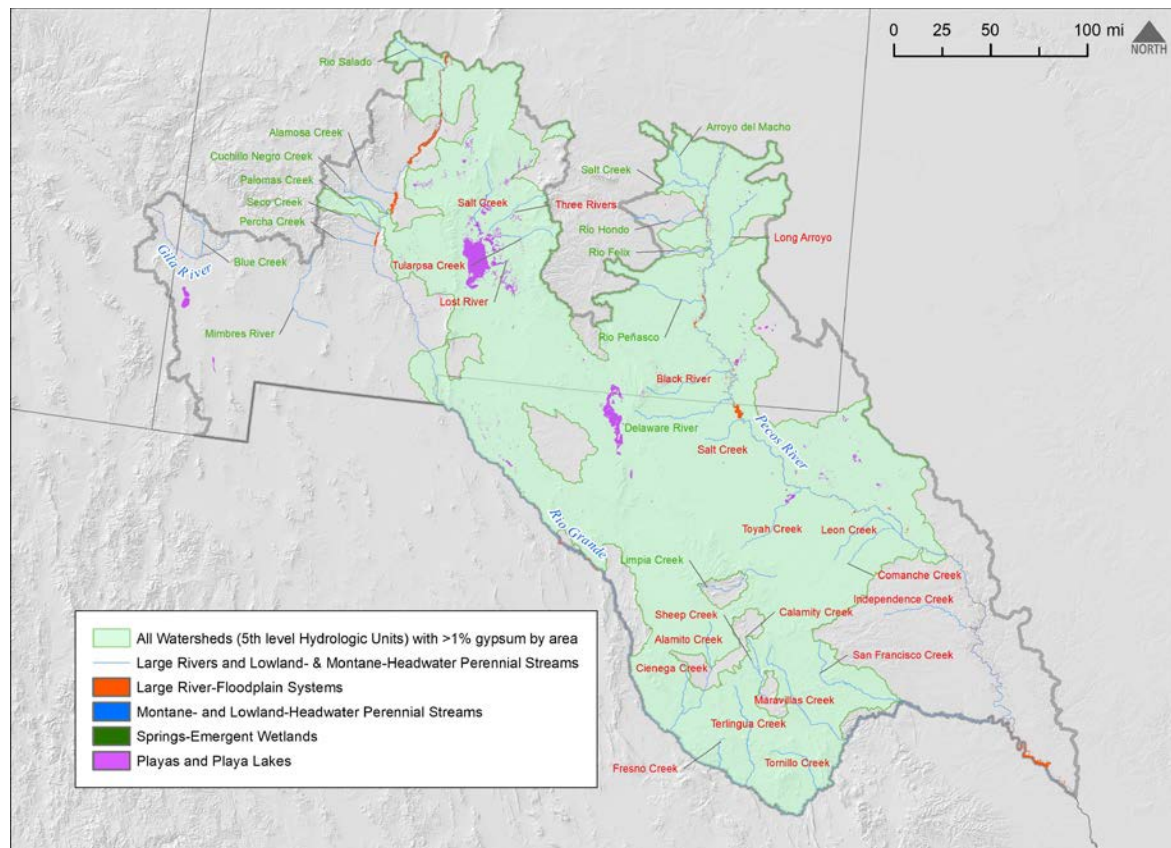 0 25 50 100 mi
NORTH
Rio Salado
Alamosa Creek
Cuchillo Negro Creek
Palomas Creek
Seco Creek
Percha Creek
Blue Creek
Gila River
Mimbres River
Salt Creek
Three Rivers
Tularosa Creek
Lost River
Arroyo del Macho
Salt Creek
Rio Hondo
Rio Felix
Long Arroyo
Rio Peñasco
Black River
Delaware River
Salt Creek
Pecos River
Rio Grande
Toyah Creek
Leon Creek
Limpia Creek
Comanche Creek
Independence Creek
Sheep Creek
Calamity Creek
Alamito Creek
Cienega Creek
San Francisco Creek
Maravillas Creek
Terlingua Creek
Fresno Creek
Tornillo Creek
All Watersheds (5th level Hydrologic Units) with >1% gypsum by area
Large Rivers and Lowland- & Montane-Headwater Perennial Streams
Large River-Floodplain Systems
Montane- and Lowland-Headwater Perennial Streams
Springs-Emergent Wetlands
Playas and Playa Lakes